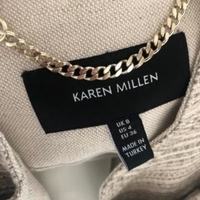 KAREN MILLEN
UK 8
US 4
EU 36
MADE IN
TURKEY